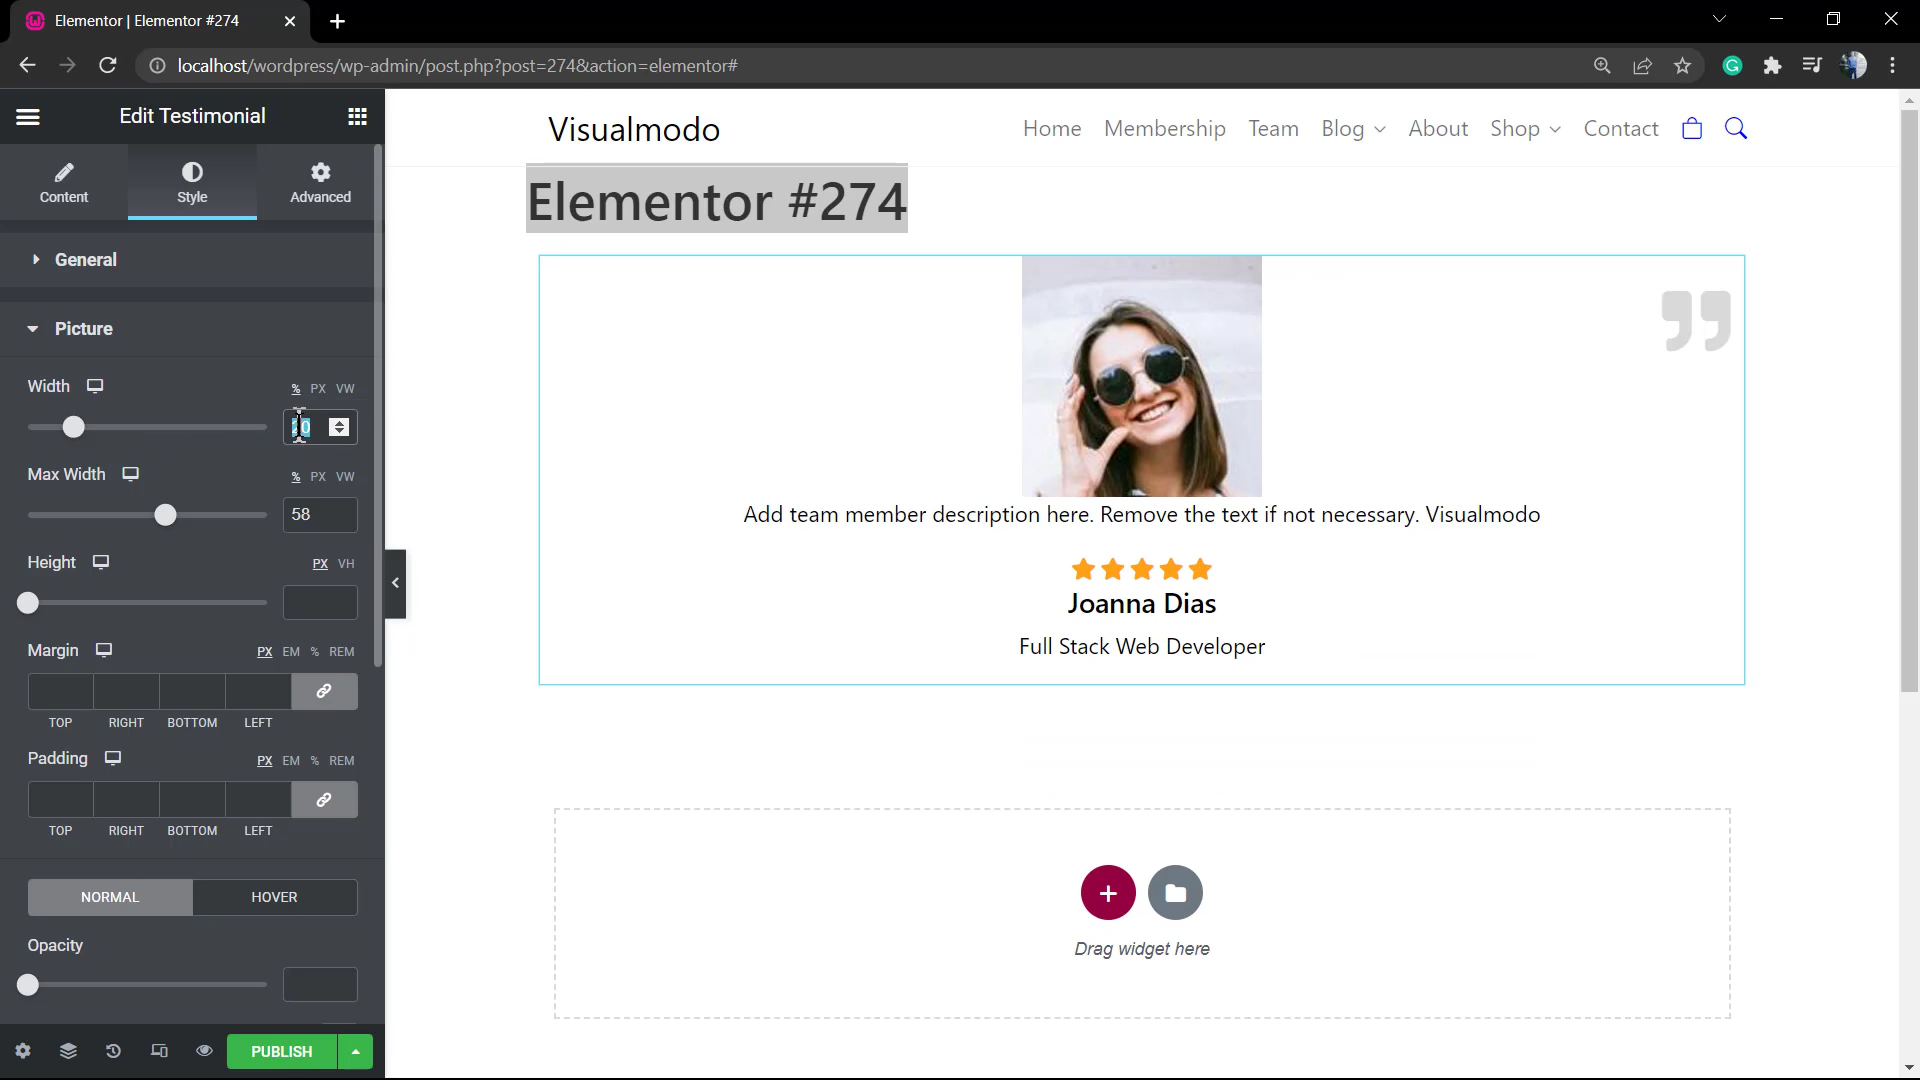 Elementor | Elementor #274
localhost/wordpress/wp-admin/post.php?post=274&action=elementor#
Edit Testimonial
Content
Style
Advanced
General
Picture
Width
% PX VW
20
Max Width
% PX VW
58
Height
PX VH
Margin
PX EM % REM
TOP RIGHT BOTTOM LEFT
Padding
PX EM % REM
TOP RIGHT BOTTOM LEFT
NORMAL
HOVER
Opacity
PUBLISH
Visualmodo
Home Membership Team Blog About Shop Contact
Elementor #274
Add team member description here. Remove the text if not necessary. Visualmodo
Joanna Dias
Full Stack Web Developer
Drag widget here